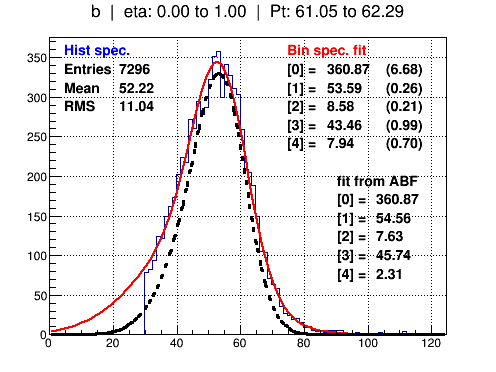 b | eta: 0.00 to 1.00 | Pt: 61.05 to 62.29
Hist spec.
Entries 7296
Mean 52.22
RMS 11.04
Bin spec. fit
[0] = 360.87 (6.68)
[1] = 53.59 (0.26)
[2] = 8.58 (0.21)
[3] = 43.46 (0.99)
[4] = 7.94 (0.70)
fit from ABF
[0] = 360.87
[1] = 54.56
[2] = 7.63
[3] = 45.74
[4] = 2.31
350
300
250
200
150
100
50
0
0 20 40 60 80 100 120